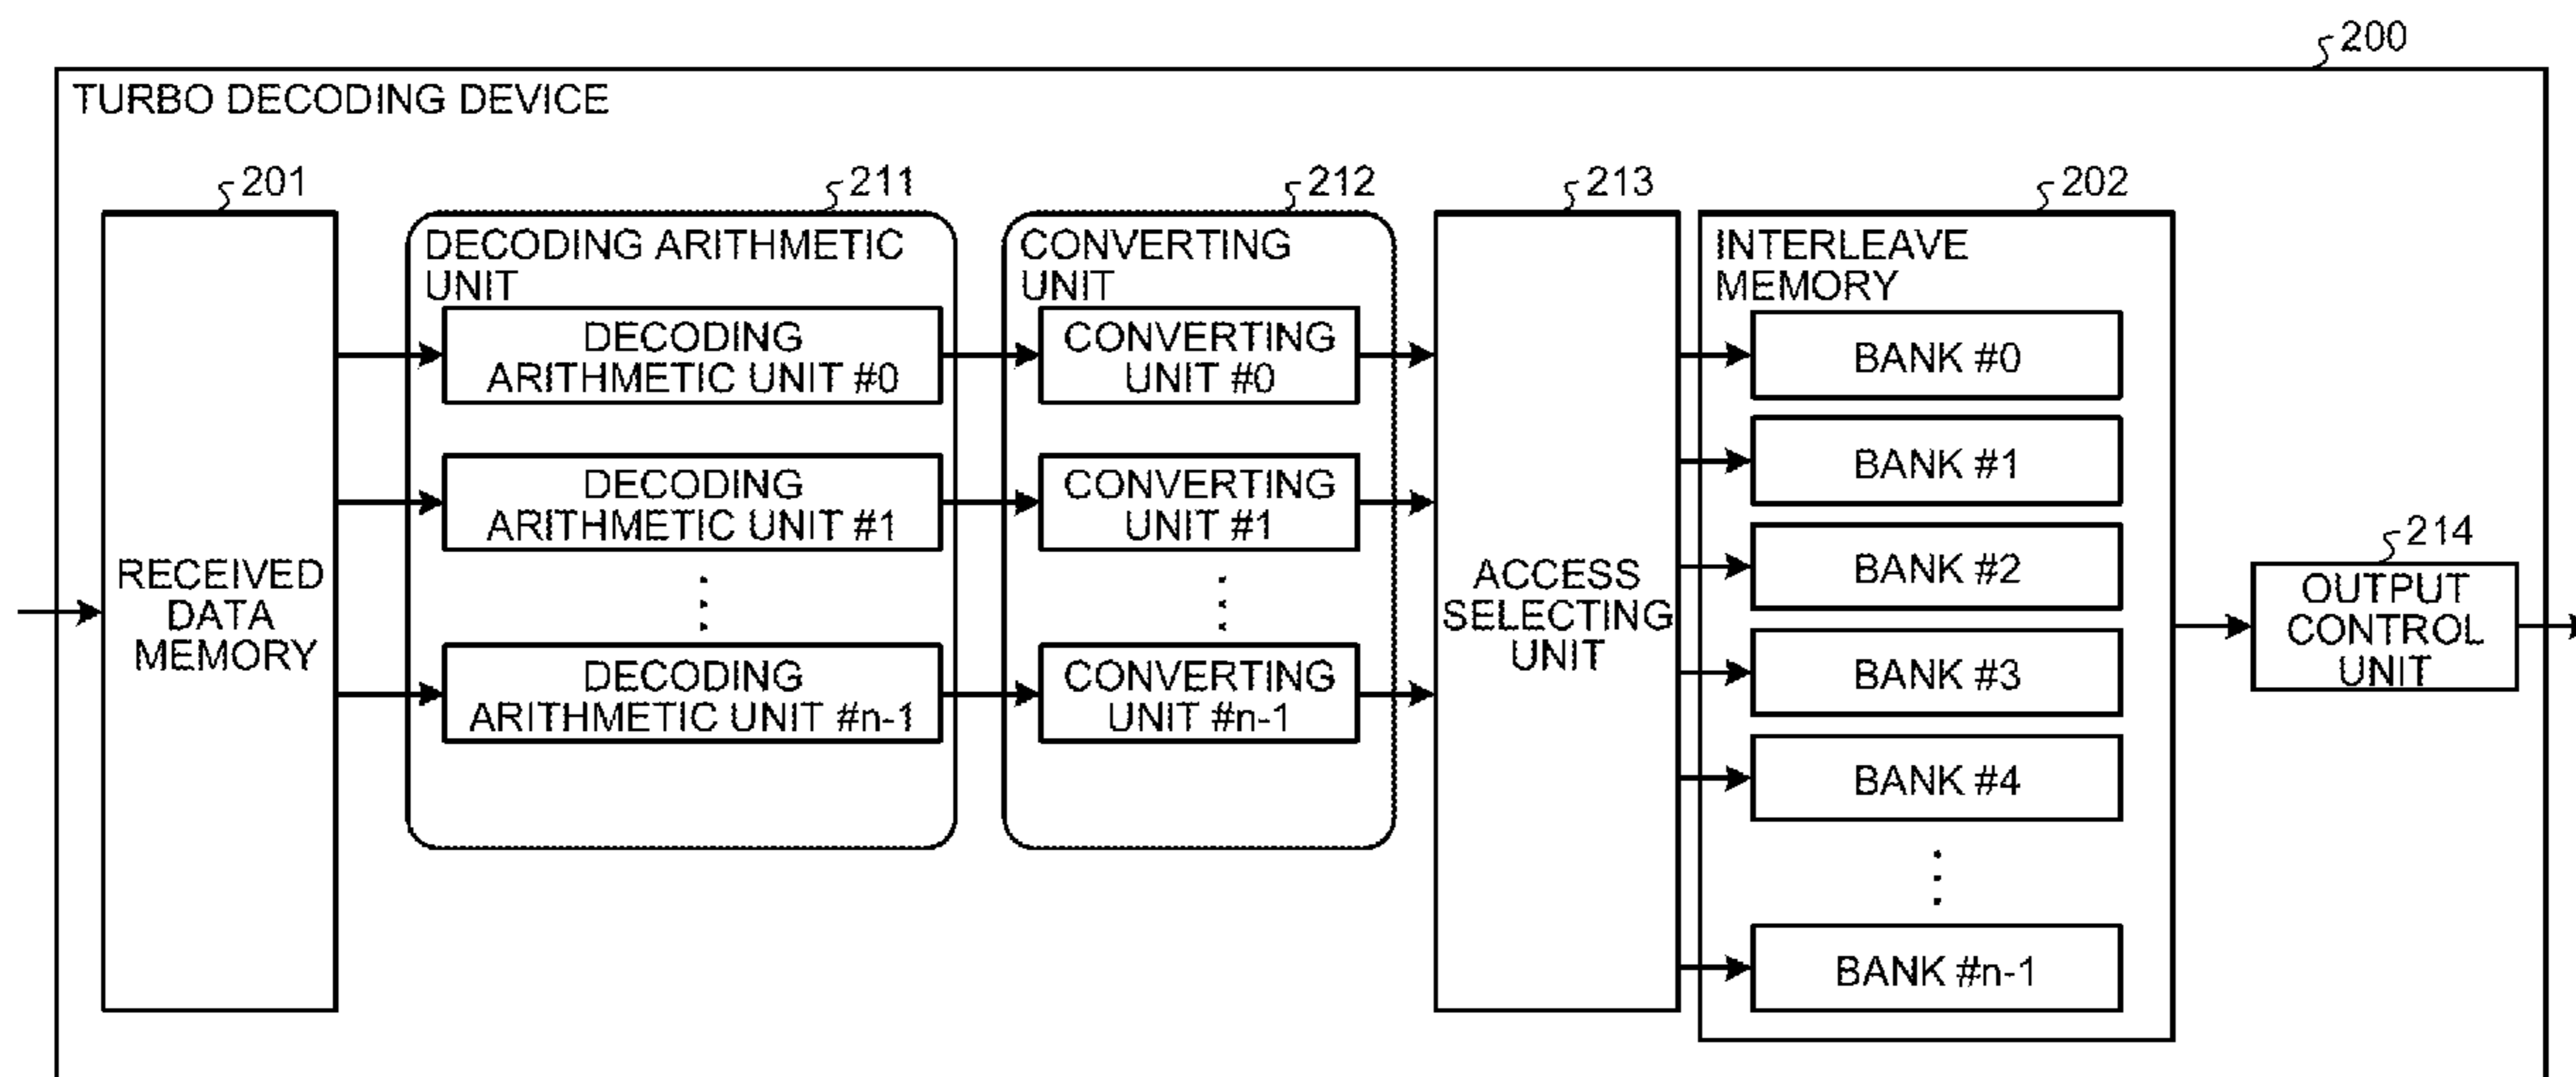 200
TURBO DECODING DEVICE
201
211
212
213
202
RECEIVED
DATA
MEMORY
DECODING ARITHMETIC
UNIT
DECODING
ARITHMETIC UNIT #0
DECODING
ARITHMETIC UNIT #1
DECODING
ARITHMETIC UNIT #n-1
CONVERTING
UNIT
CONVERTING
UNIT #0
CONVERTING
UNIT #1
CONVERTING
UNIT #n-1
ACCESS
SELECTING
UNIT
INTERLEAVE
MEMORY
BANK #0
BANK #1
BANK #2
BANK #3
BANK #4
BANK #n-1
214
OUTPUT
CONTROL
UNIT